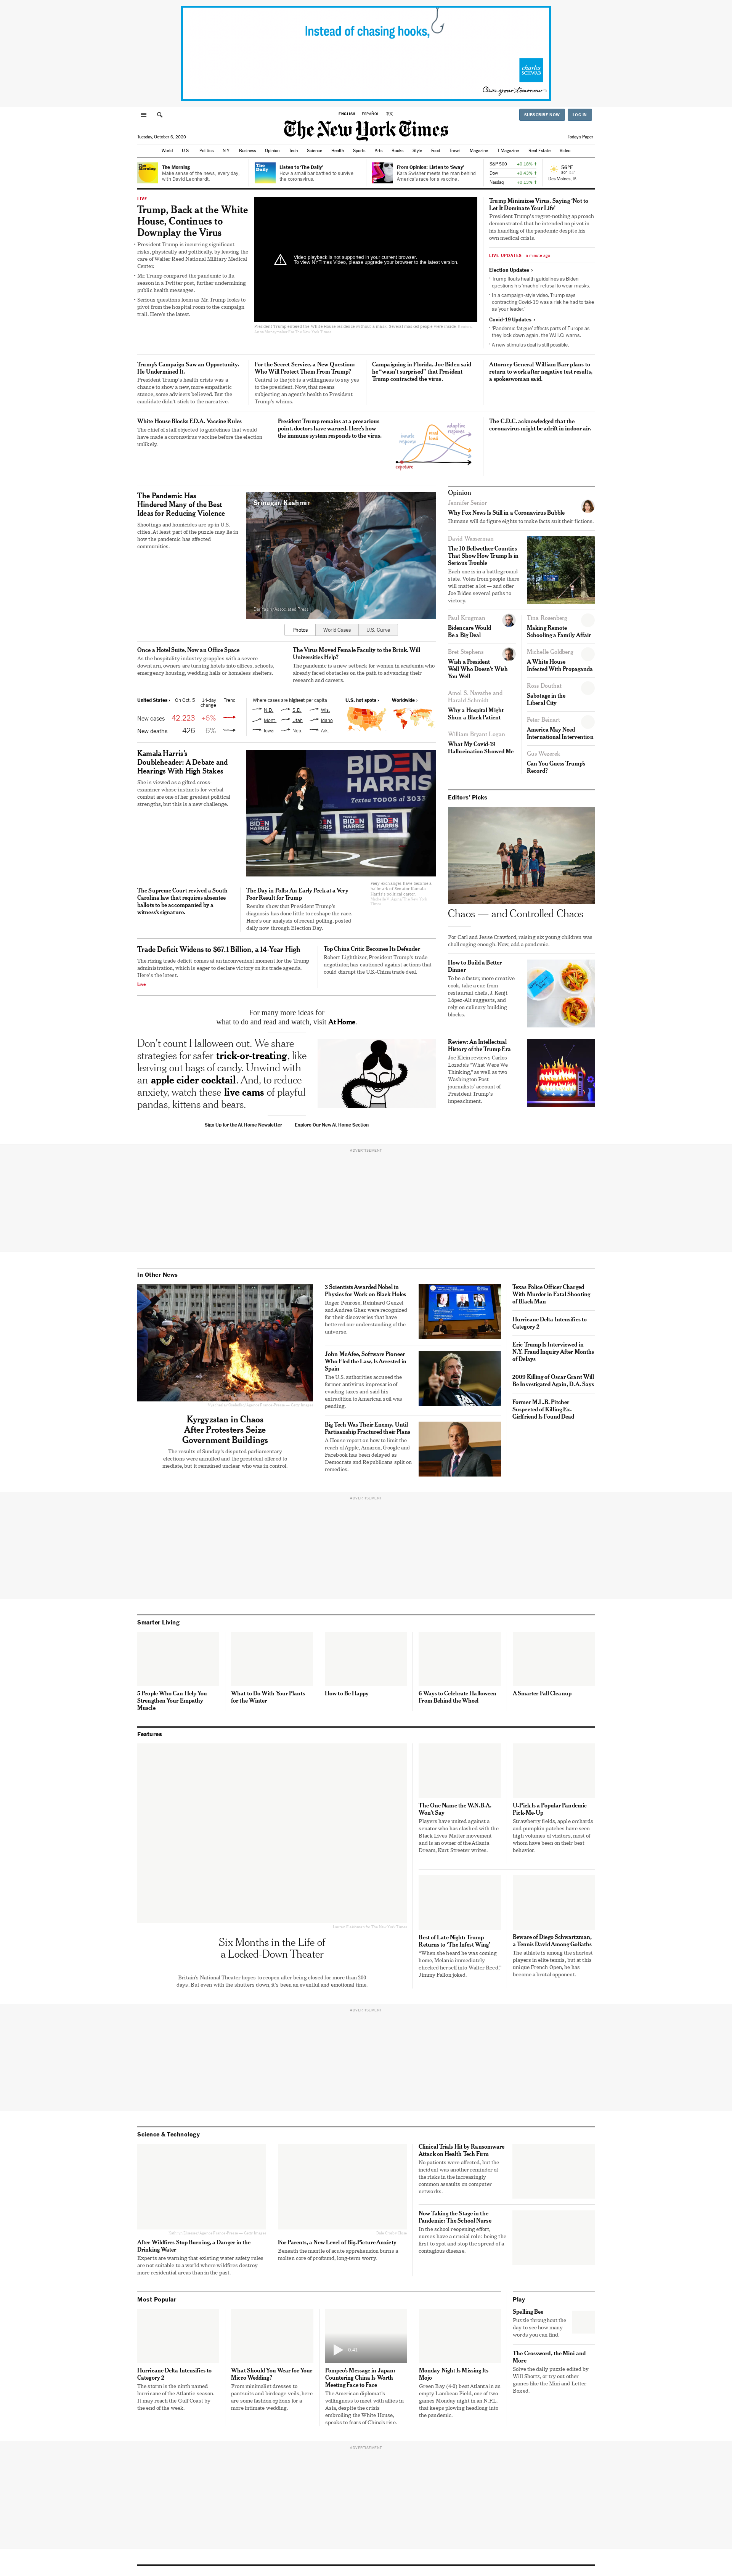 Instead of chasing hooks,
charles
SCHWAB
Own your tomorrow
ENGLISH ESPAÑOL 中文
SUBSCRIBE NOW LOG IN
The New York Times
Tuesday, October 6, 2020
Today's Paper
World U.S. Politics N.Y. Business Opinion Tech Science Health Sports Arts Books Style Food Travel Magazine T Magazine Real Estate Video
The Morning
Make sense of the news, every day, with David Leonhardt.
Listen to 'The Daily'
How a small bar battled to survive the coronavirus.
From Opinion: Listen to 'Sway'
Kara Swisher meets the man behind America's race for a vaccine
S&P 500
Dow
Nasdaq
56°F
Des Moines, IA
LIVE
Trump, Back at the White
House, Continues to
Downplay the Virus
President Trump is incurring significant
risks, physically and politically, by leaving the
care of Walter Reed National Military Medical
Center.
Mr. Trump compared the pandemic to flu
season in a Twitter post, further undermining
public health messages.
Serious questions loom as Mr. Trump looks to
pivot from the hospital room to the campaign
trail. Here's the latest.
Video playback is not supported in your current browser.
To view NYTimes Video, please upgrade your browser to the latest version.
Trump Minimizes Virus, Saying 'Not to
Let It Dominate Your Life'
President Trump's regret-nothing approach
demonstrated that he intended no pivot in
his handling of the pandemic despite his
own medical crisis.
LIVE UPDATES a minute ago
Election Updates ›
Trump flouts health guidelines as Biden
questions his 'macho' refusal to wear masks.
In a campaign-style video, Trump says
contracting Covid-19 was a risk he had to take
as 'your leader.'
Covid-19 Updates ›
'Pandemic fatigue' affects parts of Europe as
they lock down again, the W.H.O. warns.
A new stimulus deal is still possible.
Trump's Campaign Saw an Opportunity.
He Undermined It.
President Trump's health crisis was a
chance to show a new, more empathetic
stance, some advisers believed. But the
candidate didn't stick to the narrative.
For the Secret Service, a New Question:
Who Will Protect Them From Trump?
Central to the job is a willingness to say yes
to the president. Now, that means
subjecting an agent's health to President
Trump's whims.
Campaigning in Florida, Joe Biden said
he "wasn't surprised" that President
Trump contracted the virus.
Attorney General William Barr plans to
return to work after negative test results,
a spokeswoman said.
White House Blocks F.D.A. Vaccine Rules
The chief of staff objected to guidelines that would
have made a coronavirus vaccine before the election
unlikely.
President Trump remains at a precarious
point, doctors have warned. Here's how
the immune system responds to the virus.
innate response
viral load
adaptive response
exposure
The C.D.C. acknowledged that the
coronavirus might be adrift in indoor air.
The Pandemic Has
Hindered Many of the Best
Ideas for Reducing Violence
Shootings and homicides are up in U.S.
cities. At least part of the puzzle may lie in
how the pandemic has affected
communities.
Srinagar, Kashmir
Photos World Cases U.S. Curve
Once a Hotel Suite, Now an Office Space
As the hospitality industry grapples with a severe
downturn, owners are turning hotels into offices, schools,
emergency housing, wedding halls or homeless shelters.
The Virus Moved Female Faculty to the Brink. Will
Universities Help?
The pandemic is a new setback for women in academia who
already faced obstacles on the path to advancing their
research and careers.
United States › On Oct. 5 14-day change Trend
New cases 42,223 +6%
New deaths 426 –6%
Where cases are highest per capita
N.D. S.D. Wis.
Mont. Utah Idaho
Iowa Neb. Ark.
U.S. hot spots › Worldwide ›
Kamala Harris's
Doubleheader: A Debate and
Hearings With High Stakes
She is viewed as a gifted cross-
examiner whose instincts for verbal
combat are one of her greatest political
strengths, but this is a new challenge.
BIDEN
HARRIS
The Supreme Court revived a South
Carolina law that requires absentee
ballots to be accompanied by a
witness's signature.
The Day in Polls: An Early Peek at a Very
Poor Result for Trump
Results show that President Trump's
diagnosis has done little to reshape the race.
Here's our analysis of recent polling, posted
daily now through Election Day.
Trade Deficit Widens to $67.1 Billion, a 14-Year High
The rising trade deficit comes at an inconvenient moment for the Trump
administration, which is eager to declare victory on its trade agenda.
Here's the latest.
Live
Top China Critic Becomes Its Defender
Robert Lighthizer, President Trump's trade
negotiator, has cautioned against actions that
could disrupt the U.S.-China trade deal.
For many more ideas for
what to do and read and watch, visit At Home.
Don't count Halloween out. We share
strategies for safer trick-or-treating, like
leaving out bags of candy. Unwind with
an apple cider cocktail. And, to reduce
anxiety, watch these live cams of playful
pandas, kittens and bears.
Sign Up for the At Home Newsletter Explore Our New At Home Section
Opinion
Jennifer Senior
Why Fox News Is Still in a Coronavirus Bubble
Humans will do figure eights to make facts suit their fictions.
David Wasserman
The 10 Bellwether Counties
That Show How Trump Is in
Serious Trouble
Each one is in a battleground
state. Votes from people there
will matter a lot — and offer
Joe Biden several paths to
victory.
Paul Krugman
Bidencare Would
Be a Big Deal
Tina Rosenberg
Making Remote
Schooling a Family Affair
Bret Stephens
Wish a President
Well Who Doesn't Wish
You Well
Michelle Goldberg
A White House
Infected With Propaganda
Ross Douthat
Sabotage in the
Liberal City
Harald Schmidt
Why a Hospital Might
Shun a Black Patient
Peter Beinart
America May Need
International Intervention
William Bryant Logan
What My Covid-19
Hallucination Showed Me
Gus Wezerek
Can You Guess Trump's
Record?
Editors' Picks
Chaos — and Controlled Chaos
For Carl and Jesse Crawford, raising six young children was
challenging enough. Now, add a pandemic.
How to Build a Better
Dinner
To be a faster, more creative
cook, take a cue from
restaurant chefs, J. Kenji
López-Alt suggests, and
rely on culinary building
blocks.
Review: An Intellectual
History of the Trump Era
Joe Klein reviews Carlos
Lozada's "What Were We
Thinking," as well as two
Washington Post
journalists' account of
President Trump's
impeachment.
ADVERTISEMENT
In Other News
Kyrgyzstan in Chaos
After Protesters Seize
Government Buildings
The results of Sunday's disputed parliamentary
elections were annulled and the president offered to
mediate, but it remained unclear who was in control.
3 Scientists Awarded Nobel in
Physics for Work on Black Holes
Roger Penrose, Reinhard Genzel
and Andrea Ghez were recognized
for their discoveries that have
bettered our understanding of the
universe.
John McAfee, Software Pioneer
Who Fled the Law, Is Arrested in
Spain
The U.S. authorities accused the
former antivirus impresario of
evading taxes and said his
extradition to American soil was
pending.
Big Tech Was Their Enemy, Until
Partisanship Fractured their Plans
A House report on how to limit the
reach of Apple, Amazon, Google and
Facebook has been delayed as
Democrats and Republicans split on
remedies.
Texas Police Officer Charged
With Murder in Fatal Shooting
of Black Man
Hurricane Delta Intensifies to
Category 2
Eric Trump Is Interviewed in
N.Y. Fraud Inquiry After Months
of Delays
2009 Killing of Oscar Grant Will
Be Investigated Again, D.A. Says
Former M.L.B. Pitcher
Suspected of Killing Ex-
Girlfriend Is Found Dead
ADVERTISEMENT
Smarter Living
5 People Who Can Help You
Strengthen Your Empathy
Muscle
What to Do With Your Plants
for the Winter
How to Be Happy
6 Ways to Celebrate Halloween
From Behind the Wheel
A Smarter Fall Cleanup
Features
Six Months in the Life of
a Locked-Down Theater
Britain's National Theater hopes to reopen after being closed for more than 200
days. But even with the shutters down, it's been an eventful and emotional time.
The One Name the W.N.B.A.
Won't Say
Players have united against a
senator who has clashed with the
Black Lives Matter movement
and is an owner of the Atlanta
Dream, Kurt Streeter writes.
U-Pick Is a Popular Pandemic
Pick-Me-Up
Strawberry fields, apple orchards
and pumpkin patches have seen
high volumes of visitors, most of
whom have been on their best
behavior.
Best of Late Night: Trump
Returns to 'The Infect Wing'
"When she heard he was coming
home, Melania immediately
checked herself into Walter Reed,"
Jimmy Fallon joked.
Beware of Diego Schwartzman,
a Tennis David Among Goliaths
The athlete is among the shortest
players in elite tennis, but at this
unique French Open, he has
become a brutal opponent.
ADVERTISEMENT
Science & Technology
After Wildfires Stop Burning, a Danger in the
Drinking Water
Experts are warning that existing water safety rules
are not suitable to a world where wildfires destroy
more residential areas than in the past.
For Parents, a New Level of Big-Picture Anxiety
Beneath the mantle of acute apprehension burns a
molten core of profound, long-term worry.
Clinical Trials Hit by Ransomware
Attack on Health Tech Firm
No patients were affected, but the
incident was another reminder of
the risks in the increasingly
common assaults on computer
networks.
Now Taking the Stage in the
Pandemic: The School Nurse
In the school reopening effort,
nurses have a crucial role: being the
first to spot and stop the spread of a
contagious disease.
Most Popular
Hurricane Delta Intensifies to
Category 2
The storm is the ninth named
hurricane of the Atlantic season.
It may reach the Gulf Coast by
the end of the week.
What Should You Wear for Your
Micro Wedding?
From minimalist dresses to
pantsuits and birdcage veils, here
are some fashion options for a
more intimate wedding.
Pompeo's Message in Japan:
Countering China Is Worth
Meeting Face to Face
The American diplomat's
willingness to meet with allies in
Asia, despite the crisis
embroiling the White House,
speaks to fears of China's rise.
Monday Night Is Missing Its
Mojo
Green Bay (4-0) beat Atlanta in an
empty Lambeau Field, one of two
games Monday night in an N.F.L.
that keeps plowing headlong into
the pandemic.
Play
Spelling Bee
Puzzle throughout the
day to see how many
words you can find.
The Crossword, the Mini and
More
Solve the daily puzzle edited by
Will Shortz, or try out other
games like the Mini and Letter
Boxed.
ADVERTISEMENT